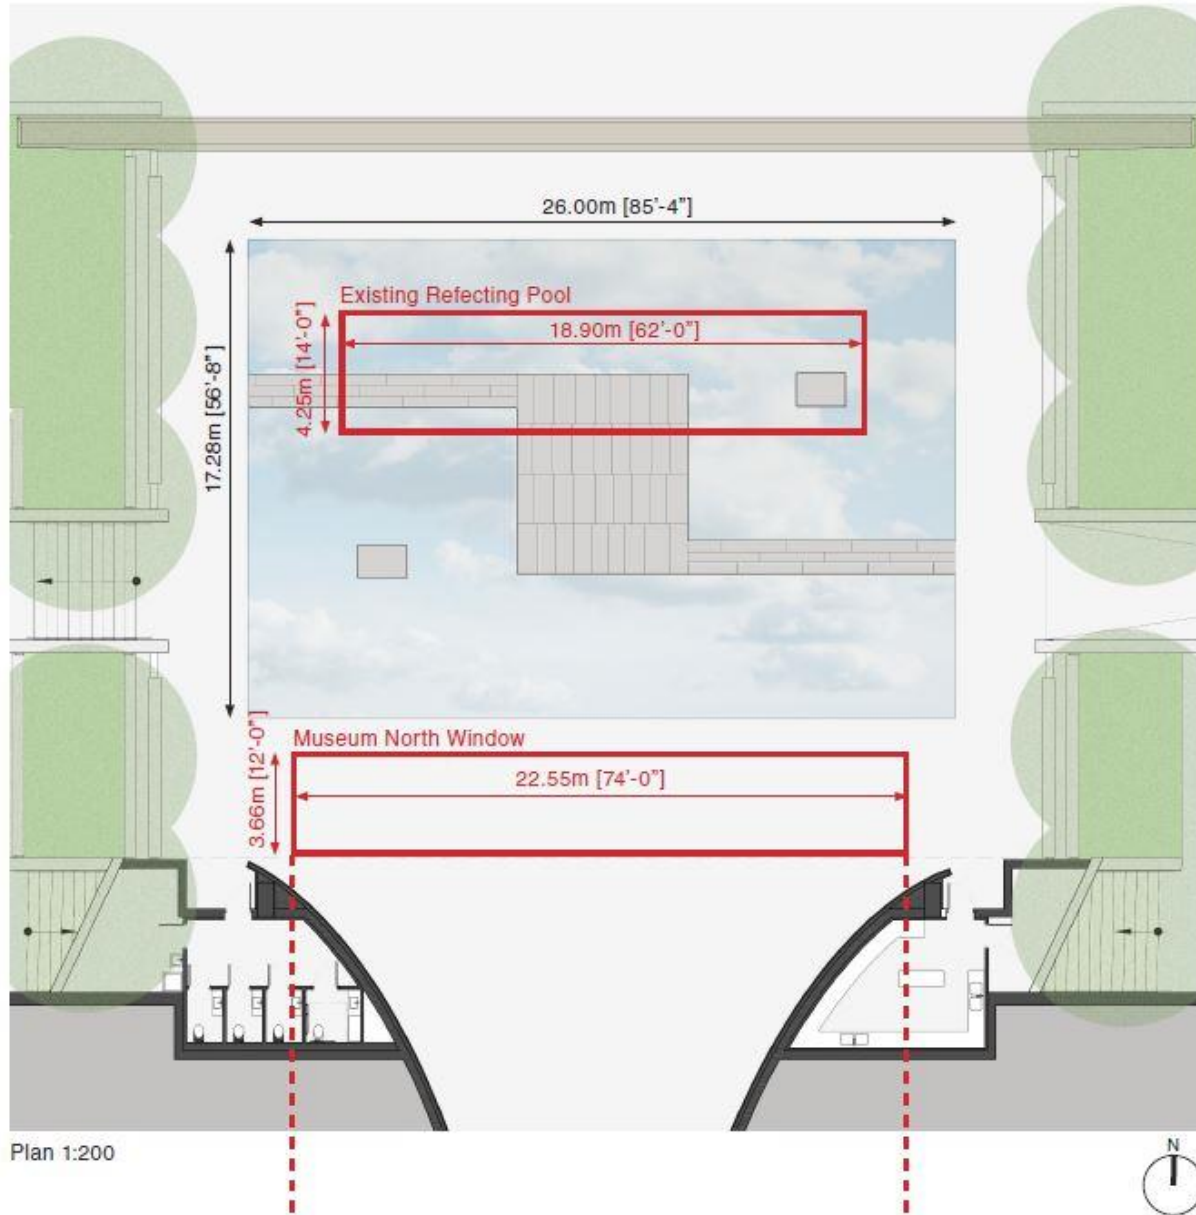 26.00m [85'-4"]
17.28m [56'-8"]
Existing Refecting Pool
18.90m [62'-0"]
4.25m [14'-0"]
Museum North Window
22.55m [74'-0"]
3.66m [12'-0"]
Plan 1:200
N